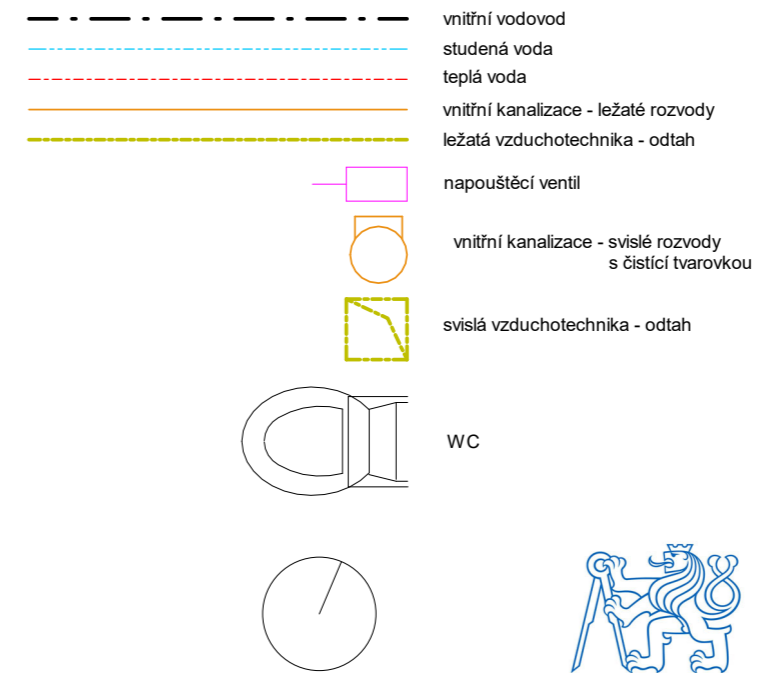 vnitřní vodovod
studená voda
teplá voda
vnitřní kanalizace - ležaté rozvody
ležatá vzduchotechnika - odtah
napouštěcí ventil
vnitřní kanalizace - svislé rozvody
s čistící tvarovkou
svislá vzduchotechnika - odtah
WC